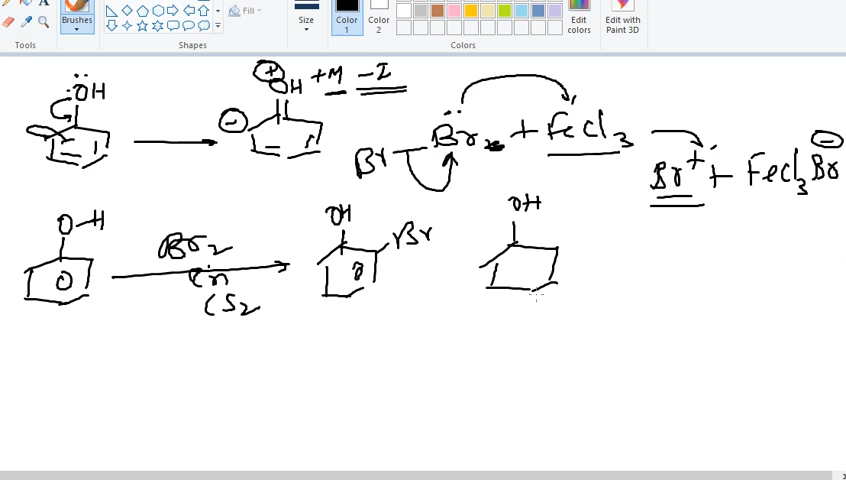 Fill
Brushes
Size
Color 1
Color 2
Edit colors
Edit with Paint 3D
Tools
Shapes
Colors
:OH
+ OH +M -I
-
Br - Br + FeCl3
Br+ + FeCl3Br -
O-H
Br2
in
CS2
OH
Br
OH